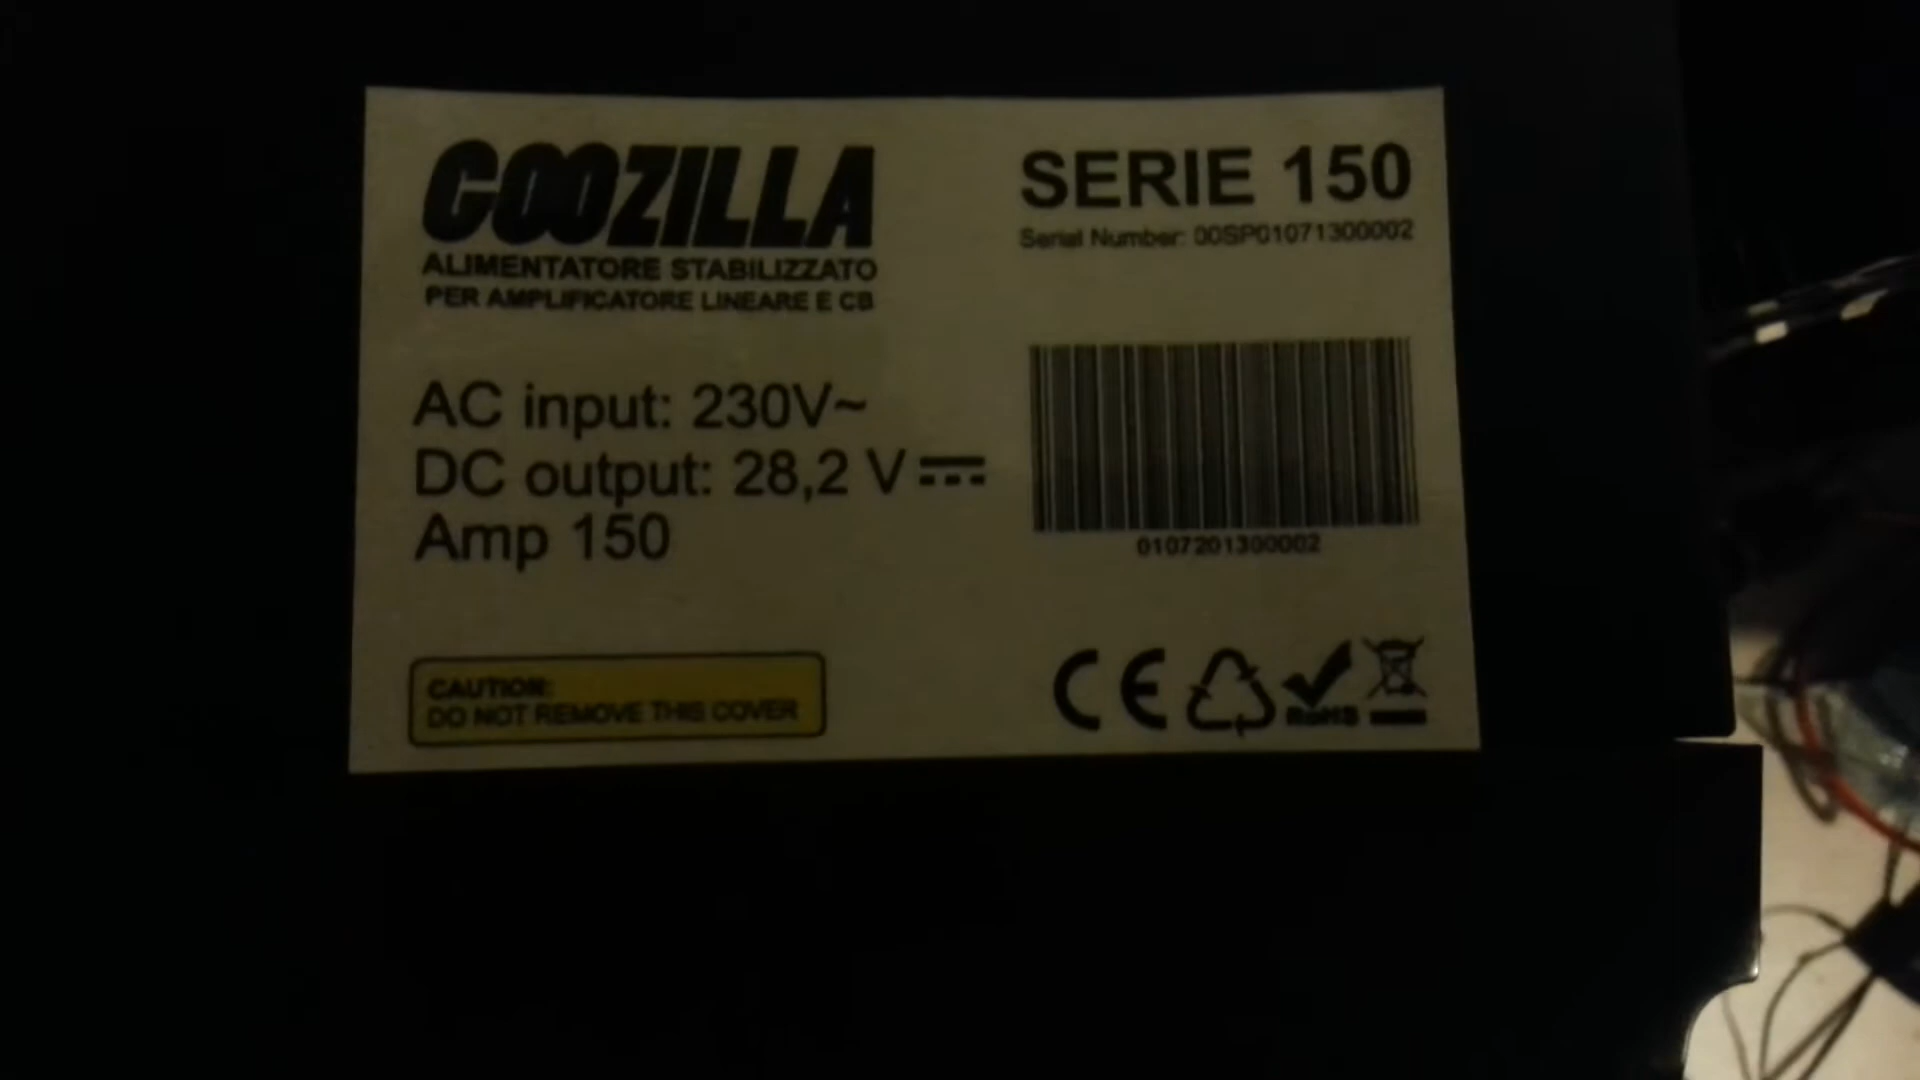 GOOZILLA
ALIMENTATORE STABILIZZATO
PER AMPLIFICATORE LINEARE E CB
SERIE 150
Serial Number: 00SP01071300002
AC input: 230V~
DC output: 28,2 V
Amp 150
0107201300002
CAUTION:
DO NOT REMOVE THIS COVER
CE
RoHS